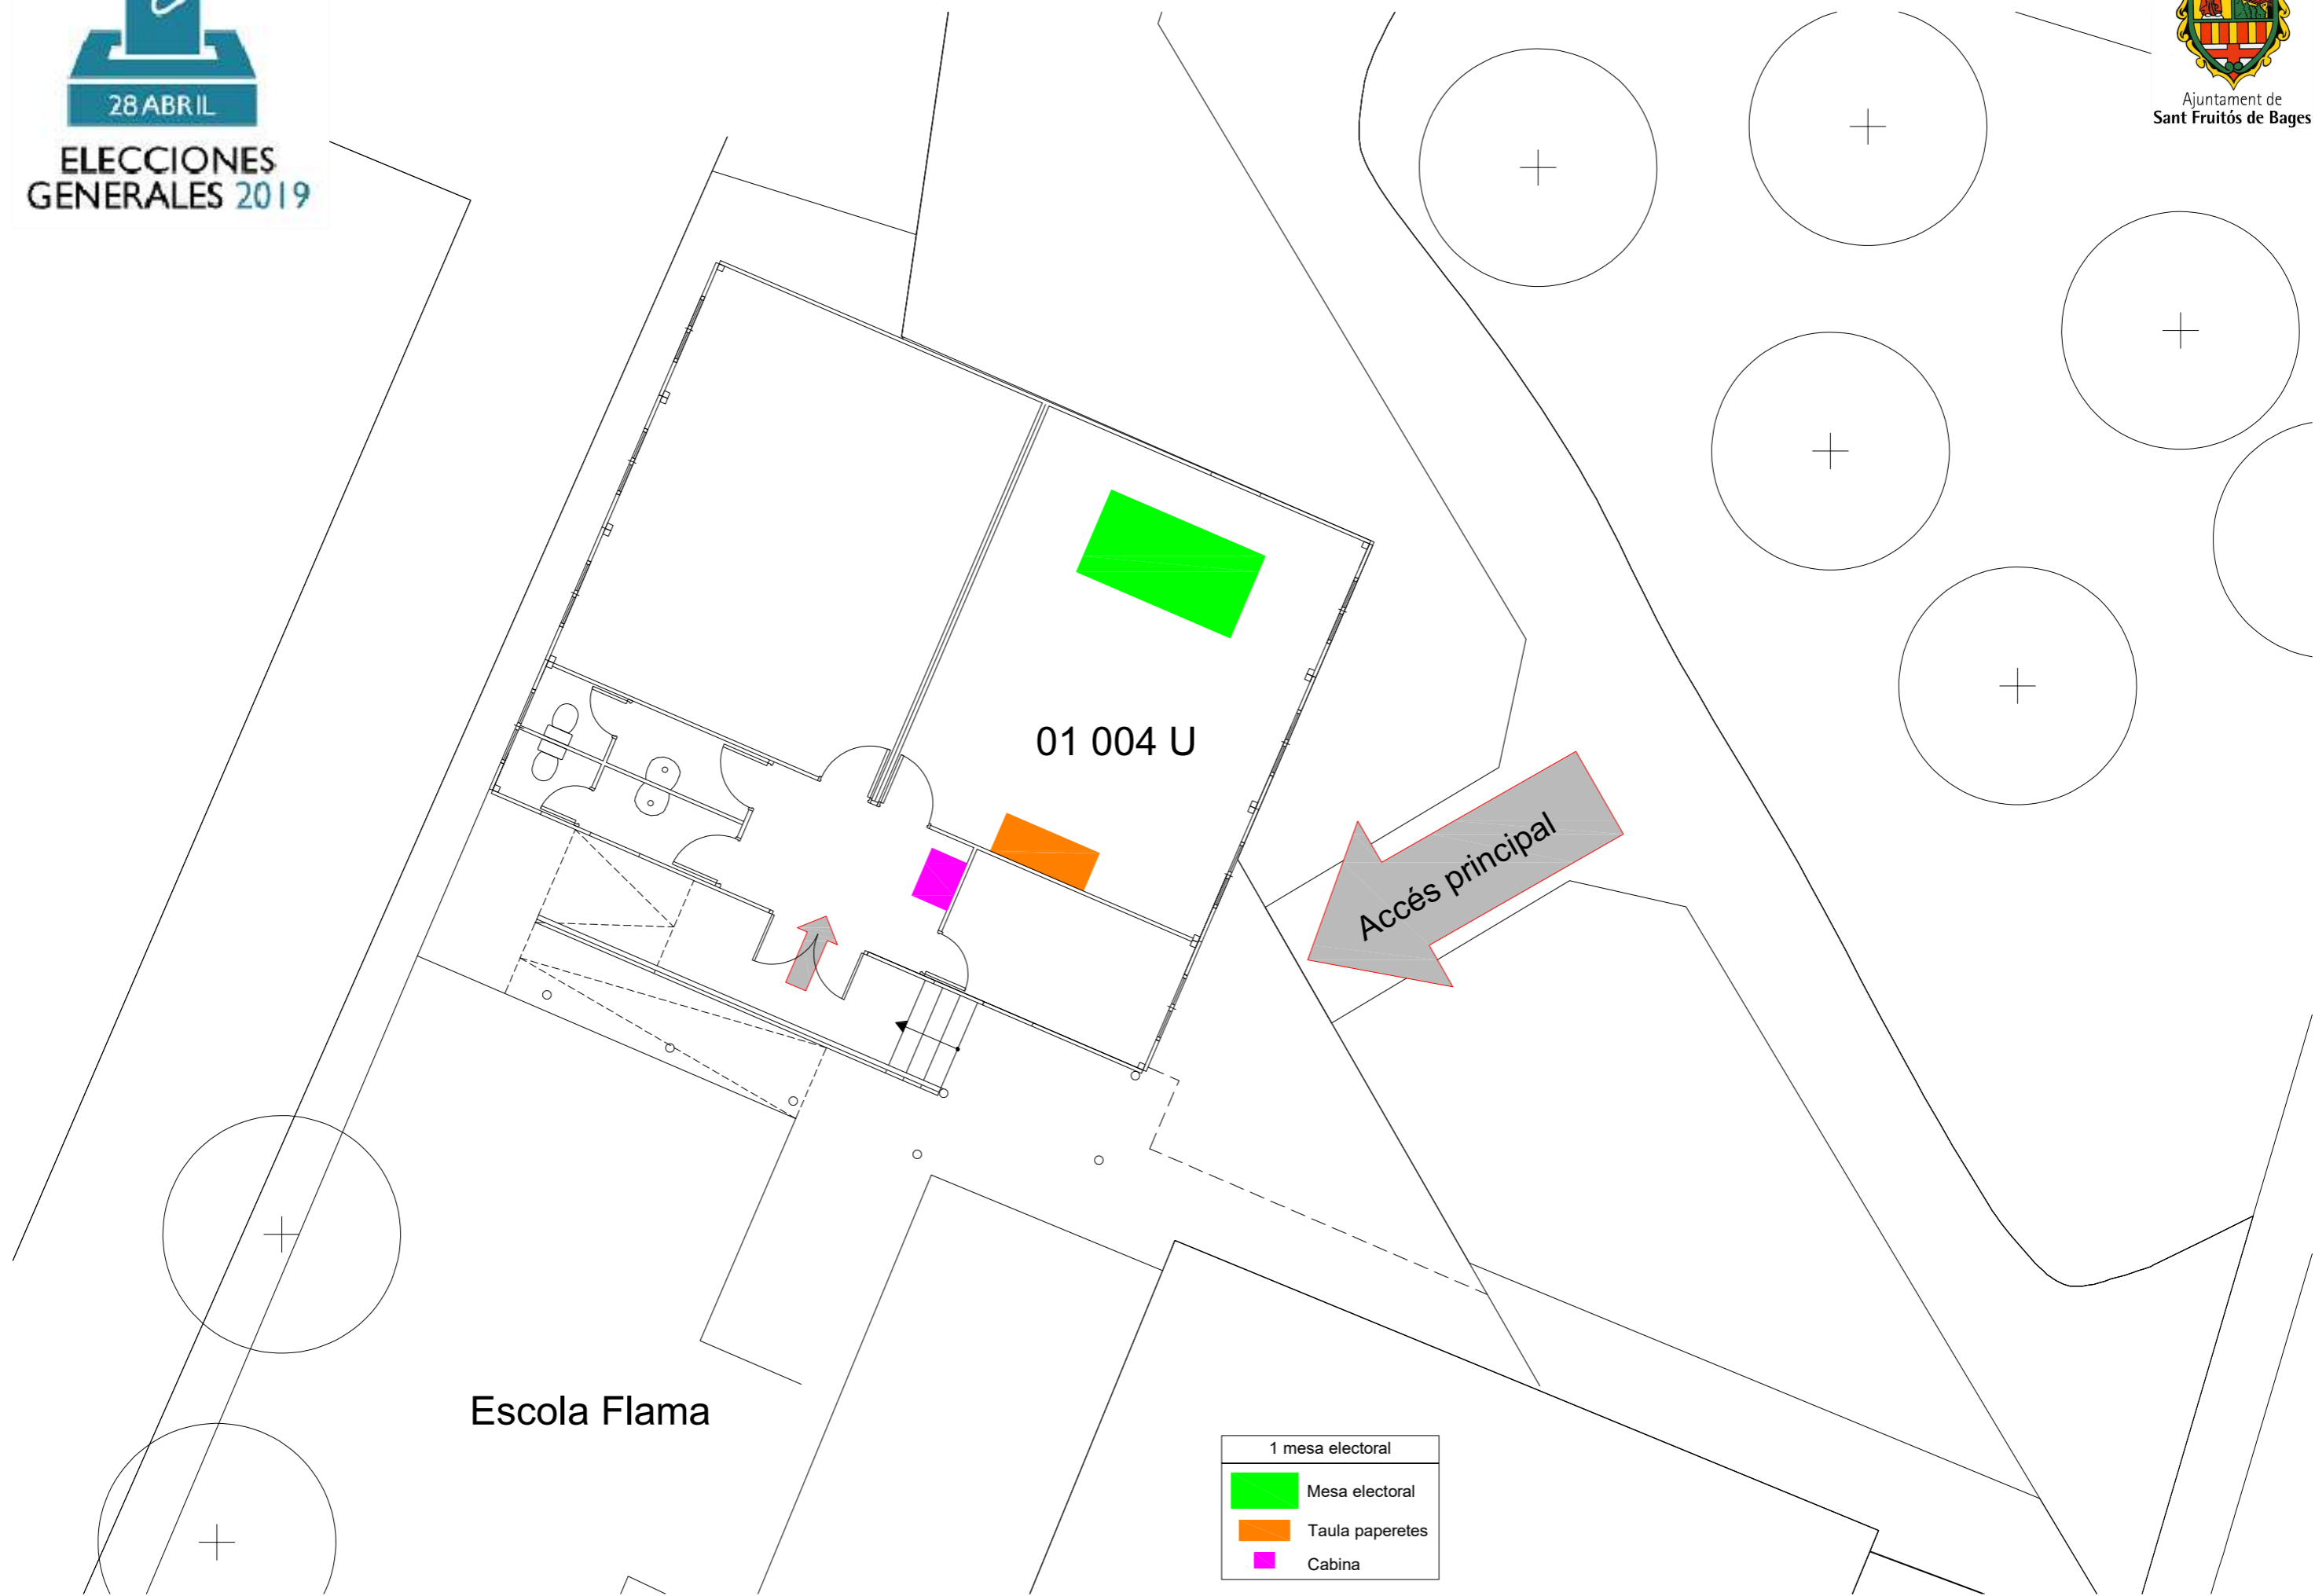 28 ABRIL
ELECCIONES
GENERALES 2019
Ajuntament de
Sant Fruitós de Bages
01 004 U
Accés principal
Escola Flama
1 mesa electoral
Mesa electoral
Taula paperetes
Cabina